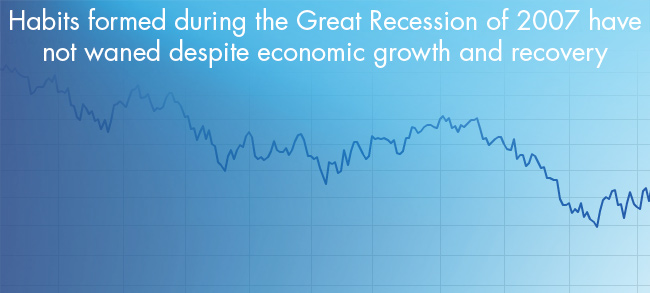 Habits formed during the Great Recession of 2007 have
not waned despite economic growth and recovery